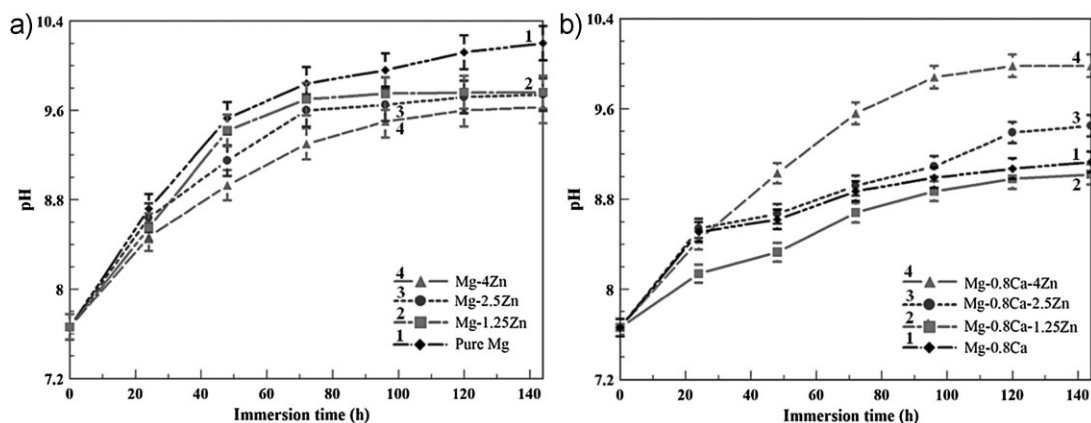 a)
10.4
9.6
8.8
8
7.2
pH
0 20 40 60 80 100 120 140
Immersion time (h)
1
2
3
4
4 Mg-4Zn
3 Mg-2.5Zn
2 Mg-1.25Zn
1 Pure Mg
b)
10.4
9.6
8.8
8
7.2
pH
0 20 40 60 80 100 120 140
Immersion time (h)
4
3
1
2
4 Mg-0.8Ca-4Zn
3 Mg-0.8Ca-2.5Zn
2 Mg-0.8Ca-1.25Zn
1 Mg-0.8Ca